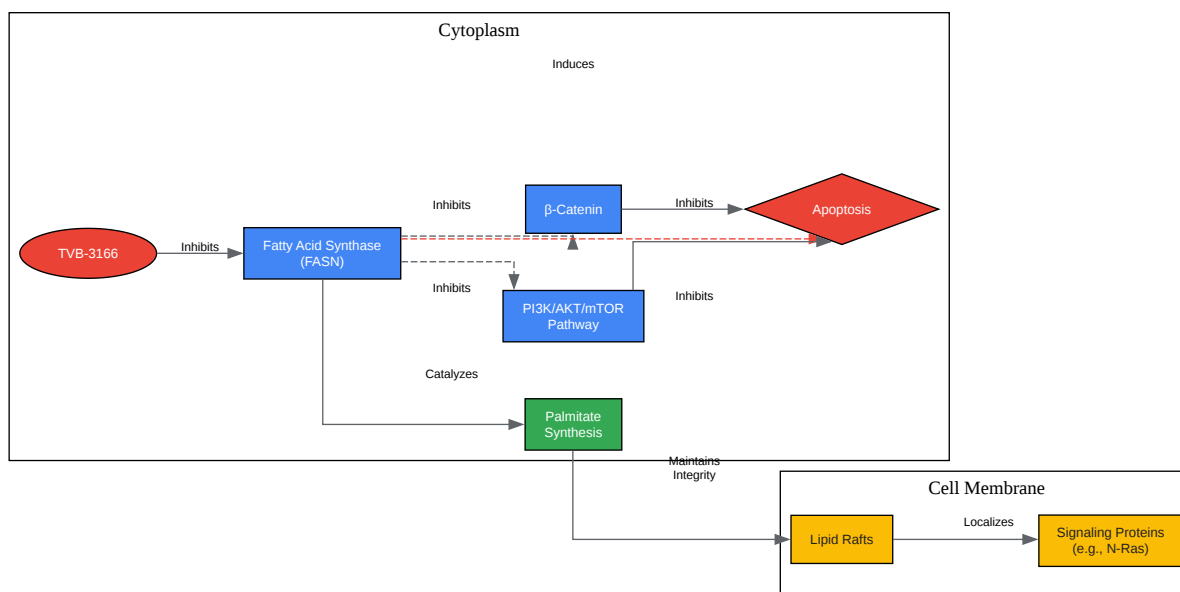 Cytoplasm
Induces
β-Catenin
Inhibits
Apoptosis
Inhibits
TVB-3166
Inhibits
Fatty Acid Synthase
(FASN)
Inhibits
PI3K/AKT/mTOR
Pathway
Inhibits
Catalyzes
Palmitate
Synthesis
Maintains
Integrity
Cell Membrane
Lipid Rafts
Localizes
Signaling Proteins
(e.g., N-Ras)